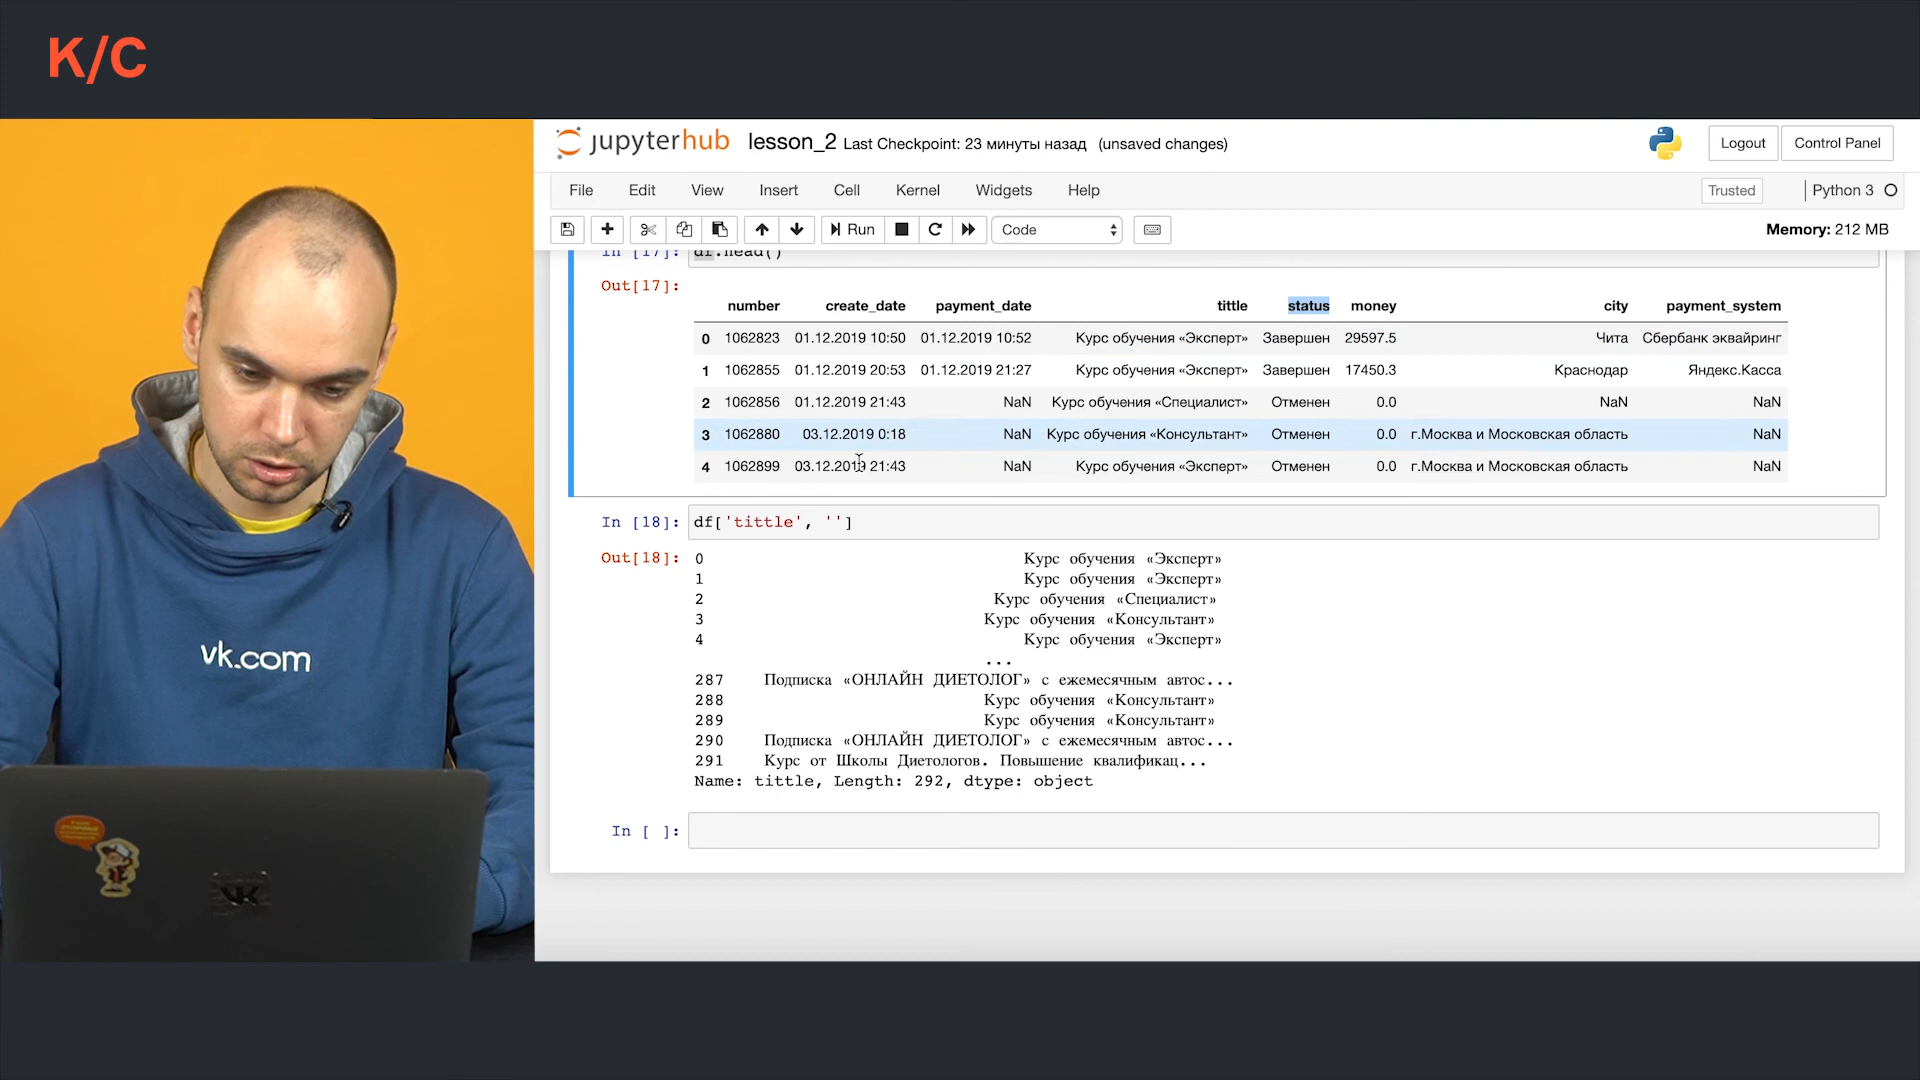 K/C
jupyterhub lesson_2 Last Checkpoint: 23 минуты назад (unsaved changes)
Logout Control Panel
File Edit View Insert Cell Kernel Widgets Help
Trusted Python 3
Run Code Memory: 212 MB
In [17]: df.head()
Out[17]:
number create_date payment_date tittle status money city payment_system
0 1062823 01.12.2019 10:50 01.12.2019 10:52 Курс обучения «Эксперт» Завершен 29597.5 Чита Сбербанк эквайринг
1 1062855 01.12.2019 20:53 01.12.2019 21:27 Курс обучения «Эксперт» Завершен 17450.3 Краснодар Яндекс.Касса
2 1062856 01.12.2019 21:43 NaN Курс обучения «Специалист» Отменен 0.0 NaN NaN
3 1062880 03.12.2019 0:18 NaN Курс обучения «Консультант» Отменен 0.0 г.Москва и Московская область NaN
4 1062899 03.12.2019 21:43 NaN Курс обучения «Эксперт» Отменен 0.0 г.Москва и Московская область NaN
In [18]: df['tittle', '']
Out[18]: 0 Курс обучения «Эксперт»
1 Курс обучения «Эксперт»
2 Курс обучения «Специалист»
3 Курс обучения «Консультант»
4 Курс обучения «Эксперт»
...
287 Подписка «ОНЛАЙН ДИЕТОЛОГ» с ежемесячным автос...
288 Курс обучения «Консультант»
289 Курс обучения «Консультант»
290 Подписка «ОНЛАЙН ДИЕТОЛОГ» с ежемесячным автос...
291 Курс от Школы Диетологов. Повышение квалификац...
Name: tittle, Length: 292, dtype: object
In [ ]:
vk.com